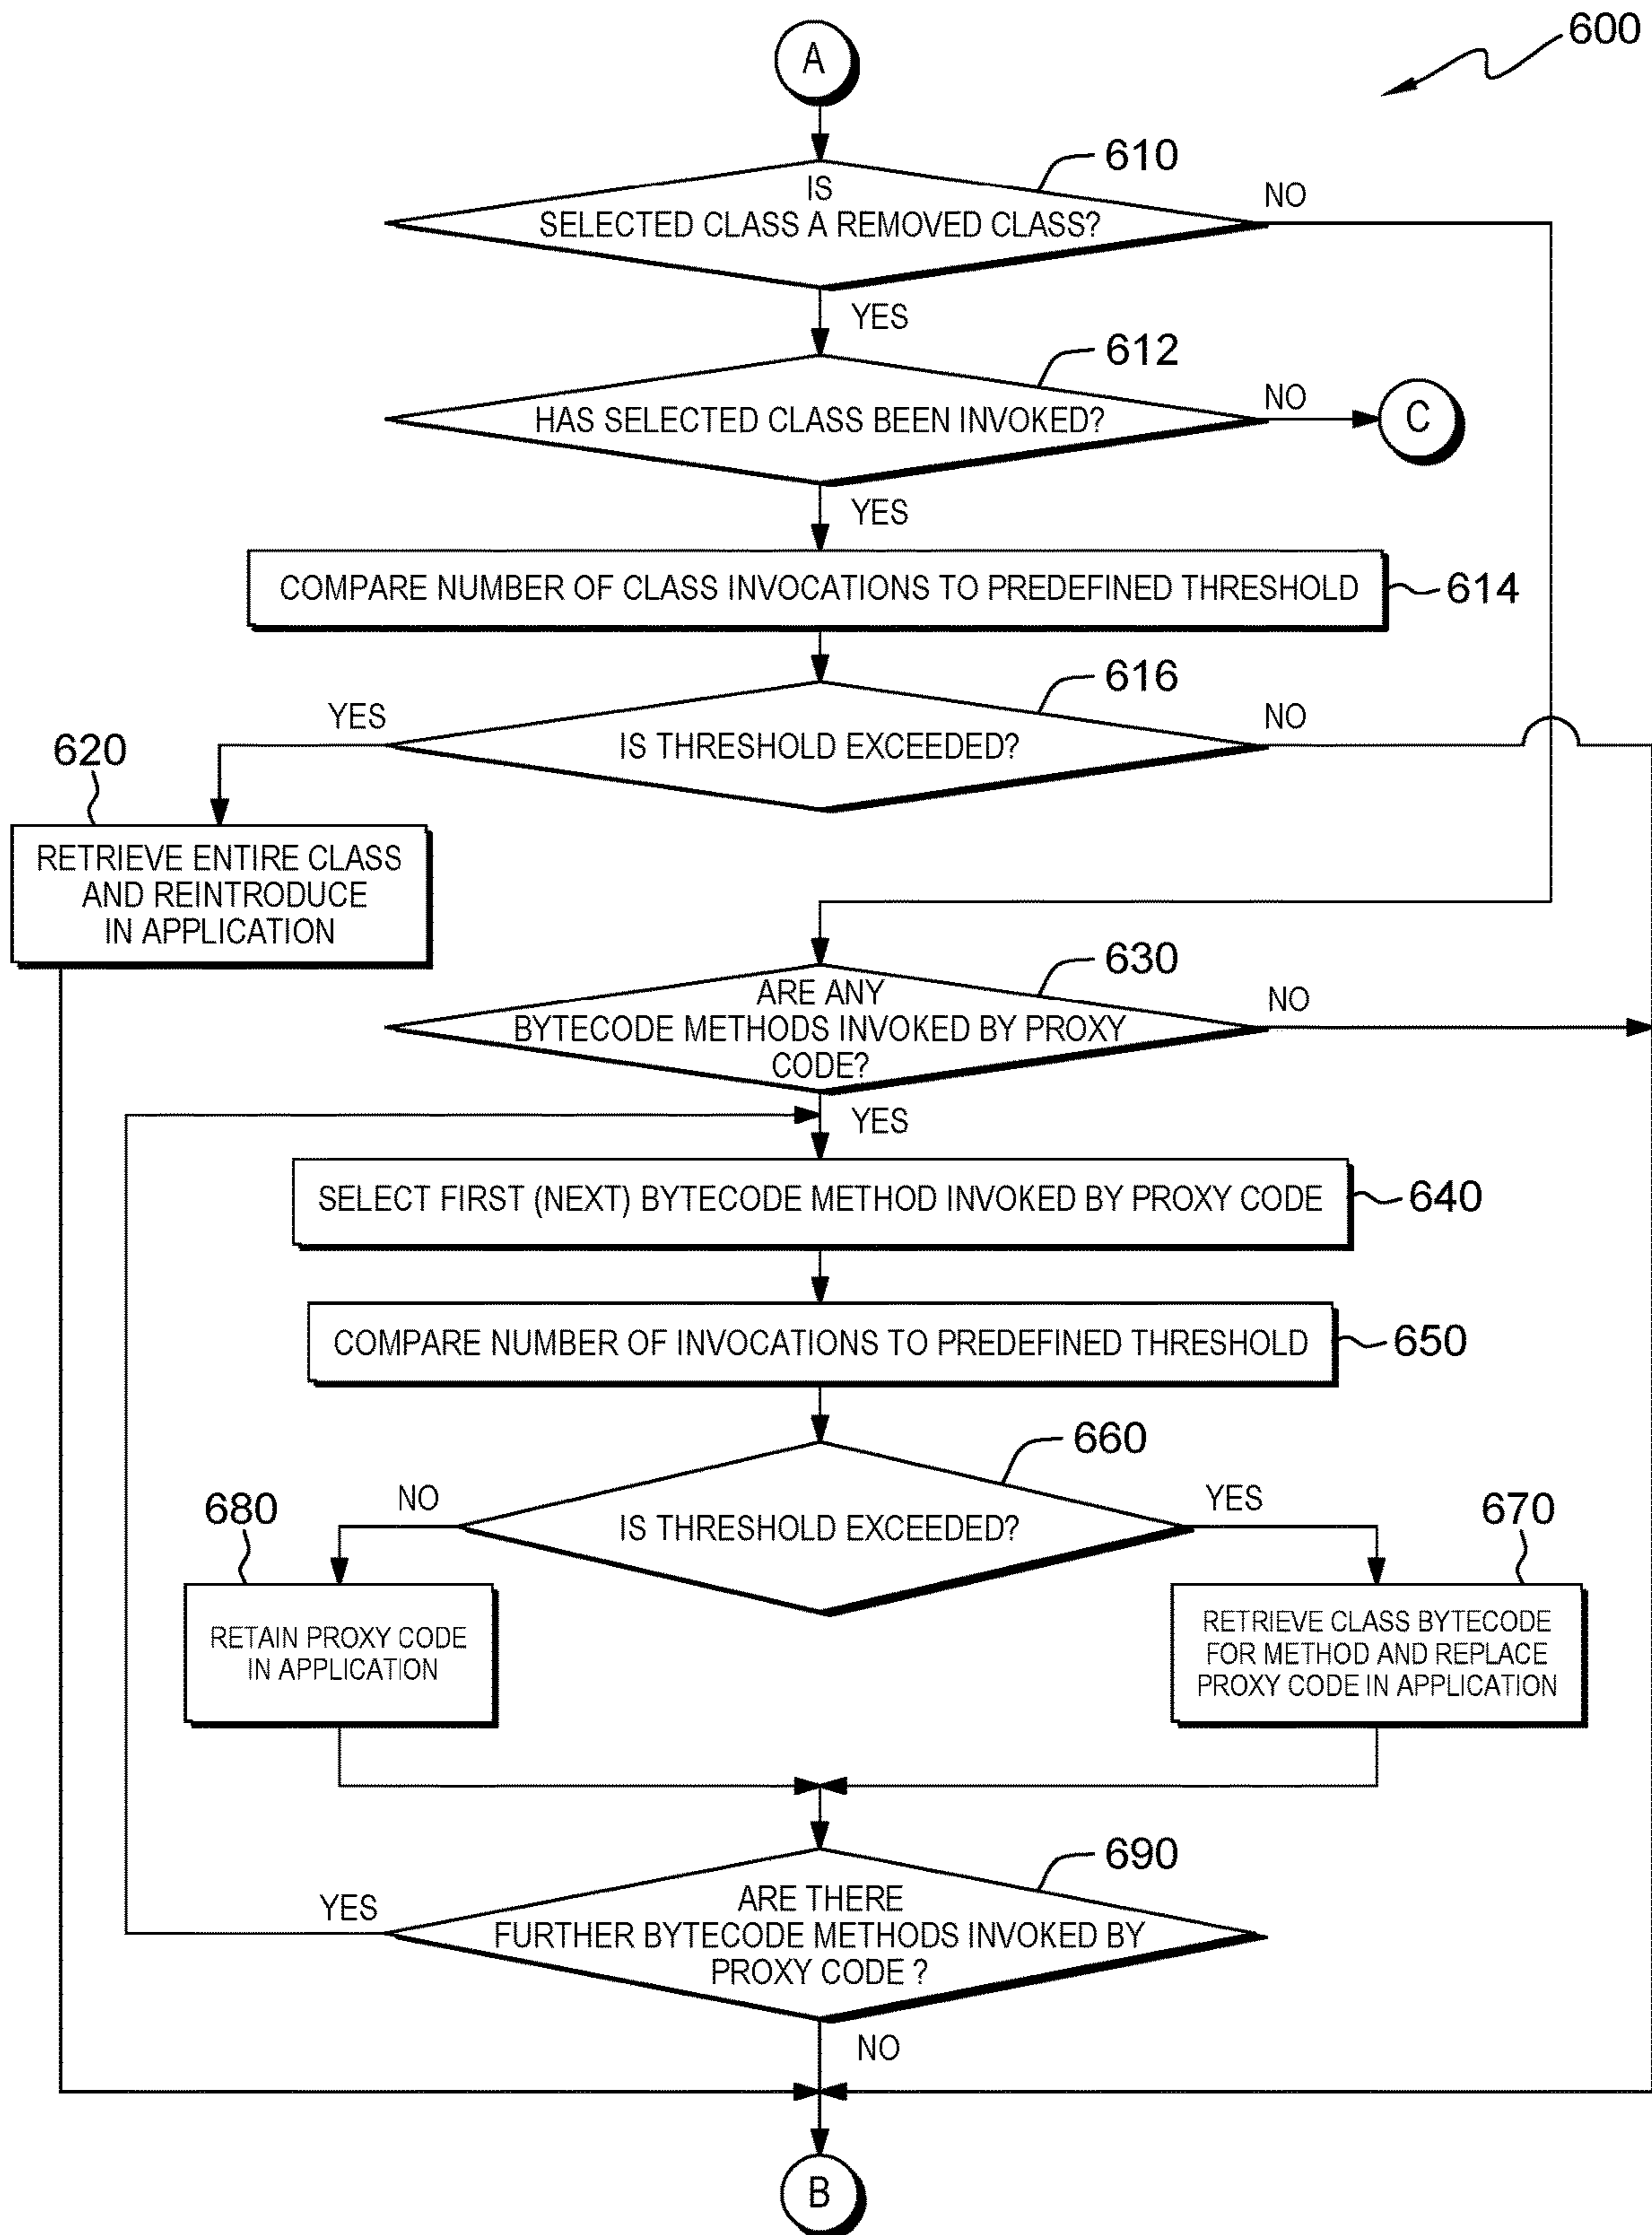 600
A
610
IS
SELECTED CLASS A REMOVED CLASS?
NO
YES
612
HAS SELECTED CLASS BEEN INVOKED?
NO
C
YES
COMPARE NUMBER OF CLASS INVOCATIONS TO PREDEFINED THRESHOLD
614
616
YES
IS THRESHOLD EXCEEDED?
NO
620
RETRIEVE ENTIRE CLASS
AND REINTRODUCE
IN APPLICATION
630
ARE ANY
BYTECODE METHODS INVOKED BY PROXY
CODE?
NO
YES
SELECT FIRST (NEXT) BYTECODE METHOD INVOKED BY PROXY CODE
640
COMPARE NUMBER OF INVOCATIONS TO PREDEFINED THRESHOLD
650
660
NO
IS THRESHOLD EXCEEDED?
YES
680
670
RETAIN PROXY CODE
IN APPLICATION
RETRIEVE CLASS BYTECODE
FOR METHOD AND REPLACE
PROXY CODE IN APPLICATION
690
YES
ARE THERE
FURTHER BYTECODE METHODS INVOKED BY
PROXY CODE ?
NO
B